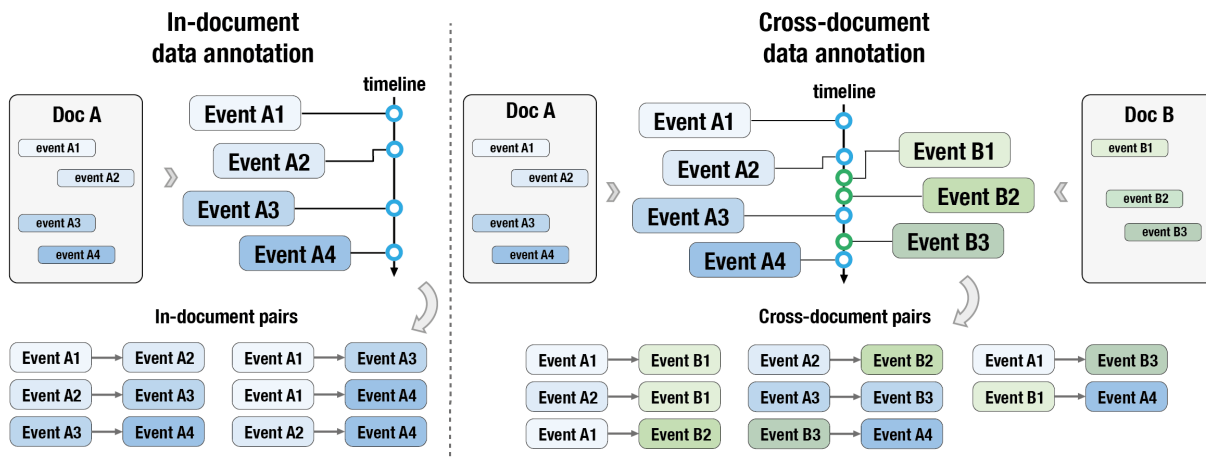 In-document
data annotation
timeline
Doc A
event A1
event A2
event A3
event A4
Event A1
Event A2
Event A3
Event A4
In-document pairs
Event A1 Event A2 Event A1 Event A3
Event A2 Event A3 Event A1 Event A4
Event A3 Event A4 Event A2 Event A4
Cross-document
data annotation
timeline
Doc A
event A1
event A2
event A3
event A4
Event A1
Event A2
Event A3
Event A4
Event B1
Event B2
Event B3
Doc B
event B1
event B2
event B3
Cross-document pairs
Event A1 Event B1 Event A2 Event B2 Event A1 Event B3
Event A2 Event B1 Event A3 Event B3 Event B1 Event A4
Event A1 Event B2 Event B3 Event A4